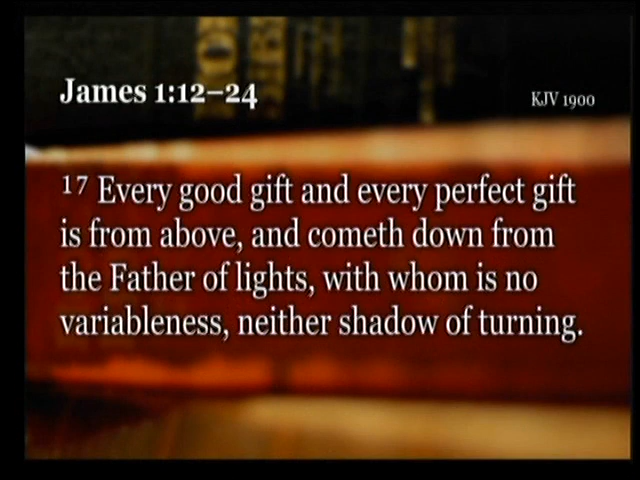 James 1:12–24
KJV 1900
17 Every good gift and every perfect gift
is from above, and cometh down from
the Father of lights, with whom is no
variableness, neither shadow of turning.